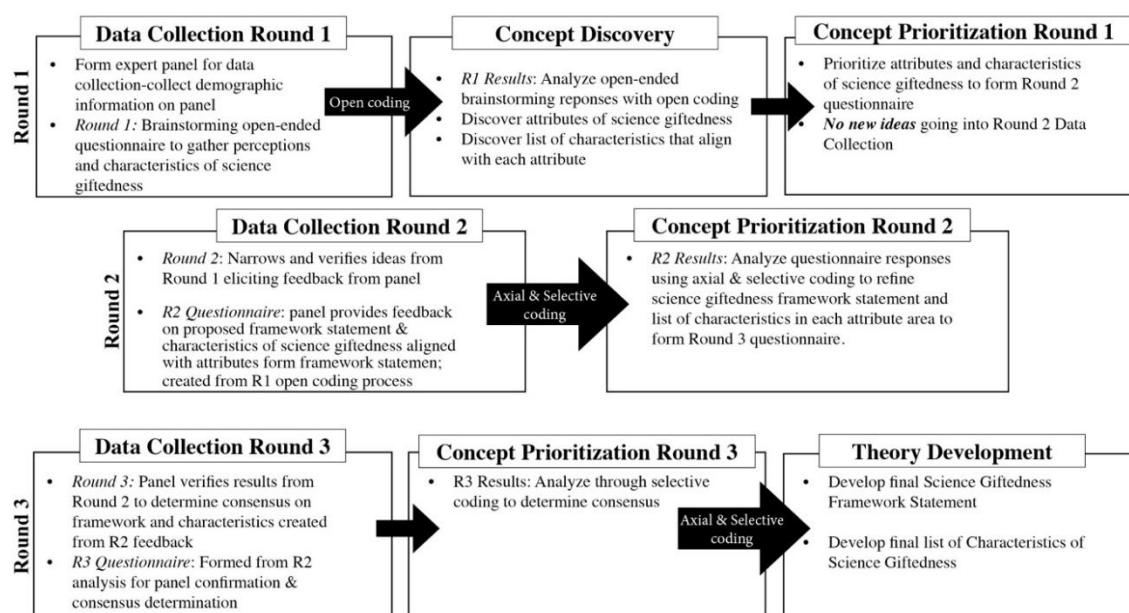 Round 1
Data Collection Round 1
• Form expert panel for data
collection-collect demographic
information on panel
• Round 1: Brainstorming open-ended
questionnaire to gather perceptions
and characteristics of science
giftedness
Open coding
Concept Discovery
• R1 Results: Analyze open-ended
brainstorming reponses with open coding
• Discover attributes of science giftedness
• Discover list of characteristics that align
with each attribute
Concept Prioritization Round 1
• Prioritize attributes and characteristics
of science giftedness to form Round 2
questionnaire
• No new ideas going into Round 2 Data
Collection
Round 2
Data Collection Round 2
• Round 2: Narrows and verifies ideas from
Round 1 eliciting feedback from panel
• R2 Questionnaire: panel provides feedback
on proposed framework statement &
characteristics of science giftedness aligned
with attributes form framework statemen;
created from R1 open coding process
Axial & Selective
coding
Concept Prioritization Round 2
• R2 Results: Analyze questionnaire responses
using axial & selective coding to refine
science giftedness framework statement and
list of characteristics in each attribute area to
form Round 3 questionnaire.
Round 3
Data Collection Round 3
• Round 3: Panel verifies results from
Round 2 to determine consensus on
framework and characteristics created
from R2 feedback
• R3 Questionnaire: Formed from R2
analysis for panel confirmation &
consensus determination
Concept Prioritization Round 3
• R3 Results: Analyze through selective
coding to determine consensus
Axial & Selective
coding
Theory Development
• Develop final Science Giftedness
Framework Statement
• Develop final list of Characteristics of
Science Giftedness